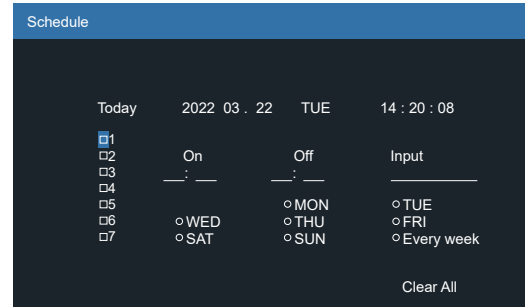 Schedule
Today 2022 03 . 22 TUE 14 : 20 : 08
1
2 On Off Input
3 __: __ __: __ __________
4
5 MON TUE
6 WED THU FRI
7 SAT SUN Every week
Clear All